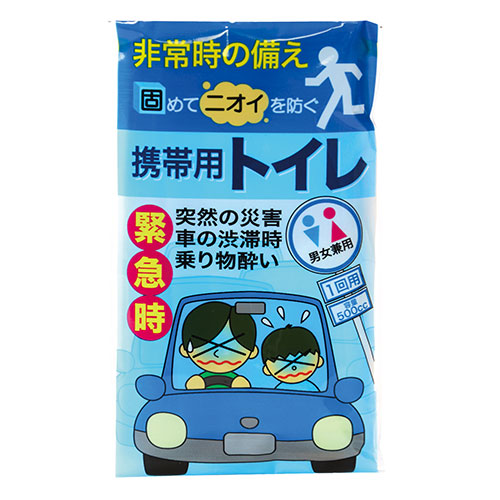 非常時の備え
固めてニオイを防ぐ
携帯用トイレ
緊急時
突然の災害
車の渋滞時
乗り物酔い
男女兼用
1回用
容量
500cc